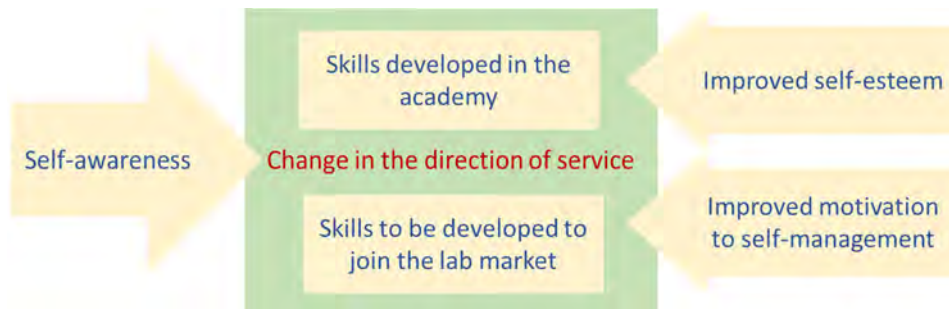 Self-awareness
Skills developed in the
academy
Change in the direction of service
Skills to be developed to
join the lab market
Improved self-esteem
Improved motivation
to self-management